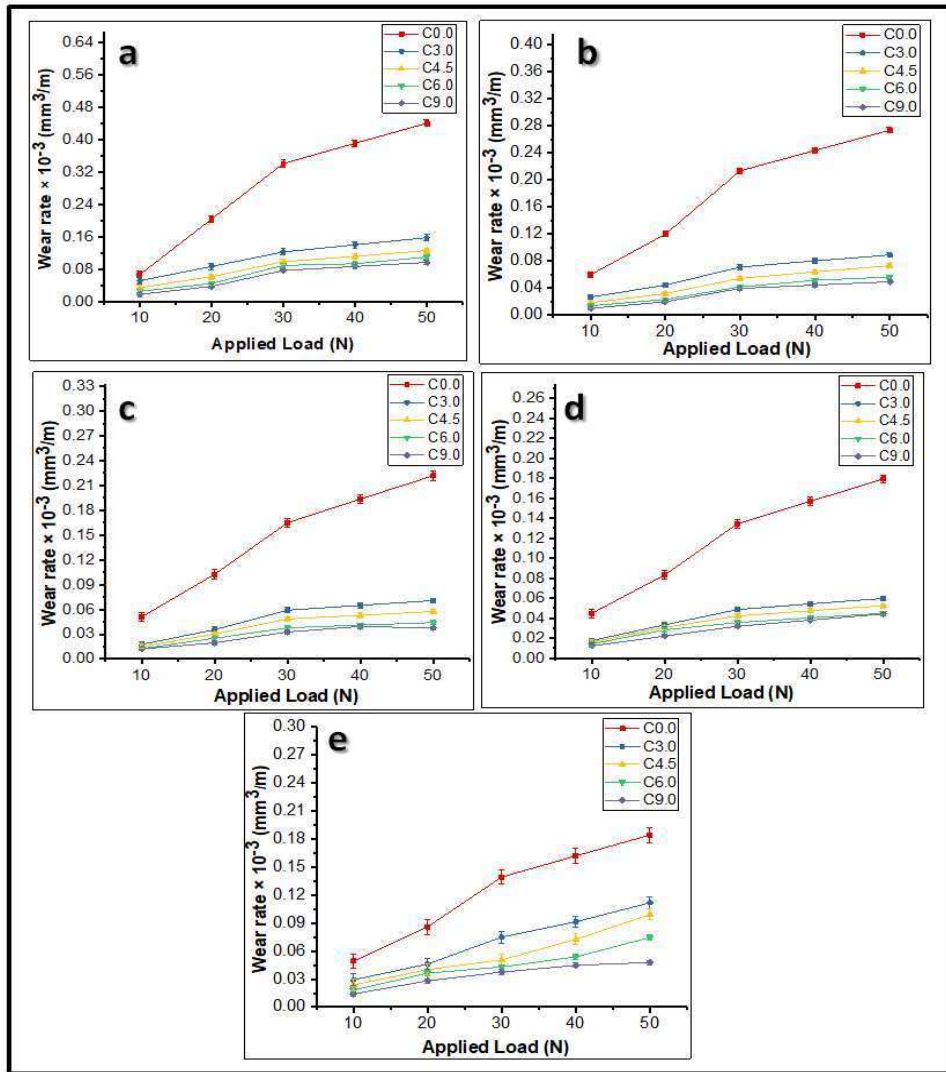 a
C0.0
C3.0
C4.5
C6.0
C9.0
0.64
0.56
0.48
0.40
0.32
0.24
0.16
0.08
0.00
Wear rate × 10⁻³ (mm³/m)
10 20 30 40 50
Applied Load (N)
b
C0.0
C3.0
C4.5
C6.0
C9.0
0.40
0.36
0.32
0.28
0.24
0.20
0.16
0.12
0.08
0.04
0.00
Wear rate × 10⁻³ (mm³/m)
10 20 30 40 50
Applied Load (N)
c
C0.0
C3.0
C4.5
C6.0
C9.0
0.33
0.30
0.27
0.24
0.21
0.18
0.15
0.12
0.09
0.06
0.03
0.00
Wear rate × 10⁻³ (mm³/m)
10 20 30 40 50
Applied Load (N)
d
C0.0
C3.0
C4.5
C6.0
C9.0
0.26
0.24
0.22
0.20
0.18
0.16
0.14
0.12
0.10
0.08
0.06
0.04
0.02
0.00
Wear rate × 10⁻³ (mm³/m)
10 20 30 40 50
Applied Load (N)
e
C0.0
C3.0
C4.5
C6.0
C9.0
0.30
0.27
0.24
0.21
0.18
0.15
0.12
0.09
0.06
0.03
0.00
Wear rate × 10⁻³ (mm³/m)
10 20 30 40 50
Applied Load (N)